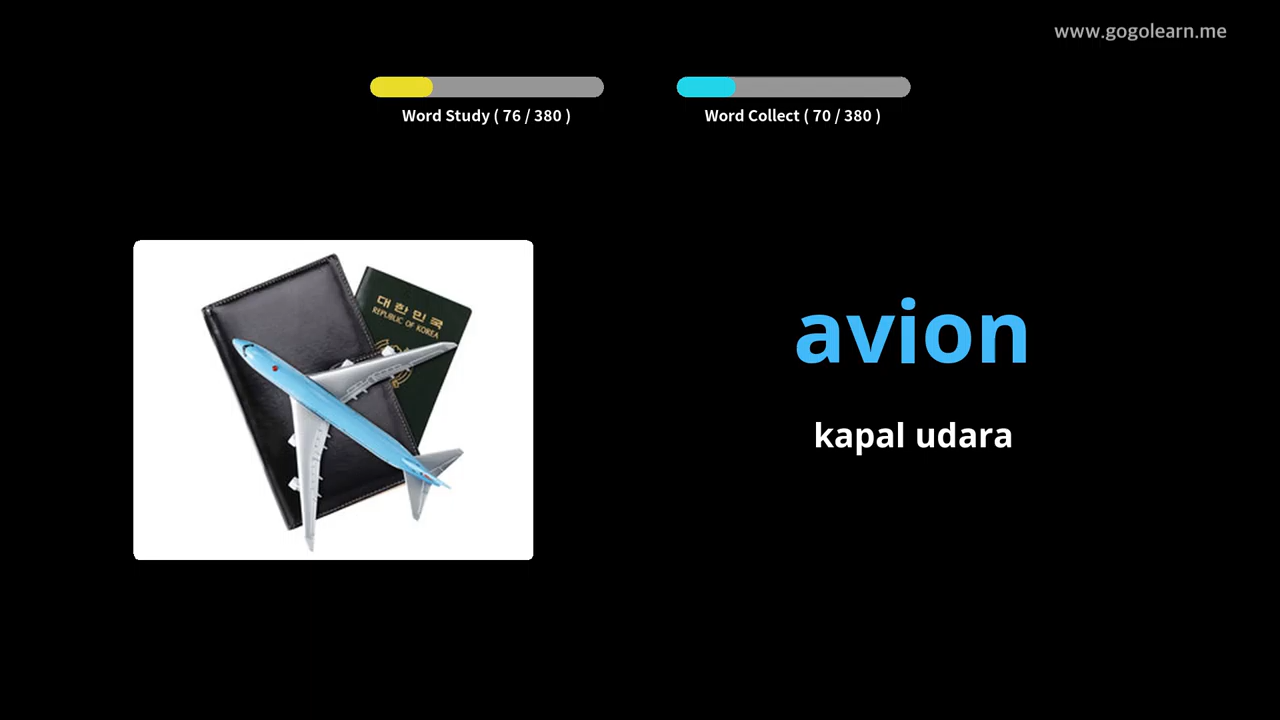 www.gogolearn.me
Word Study ( 76 / 380 )
Word Collect ( 70 / 380 )
대한민국
REPUBLIC OF KOREA
avion
kapal udara